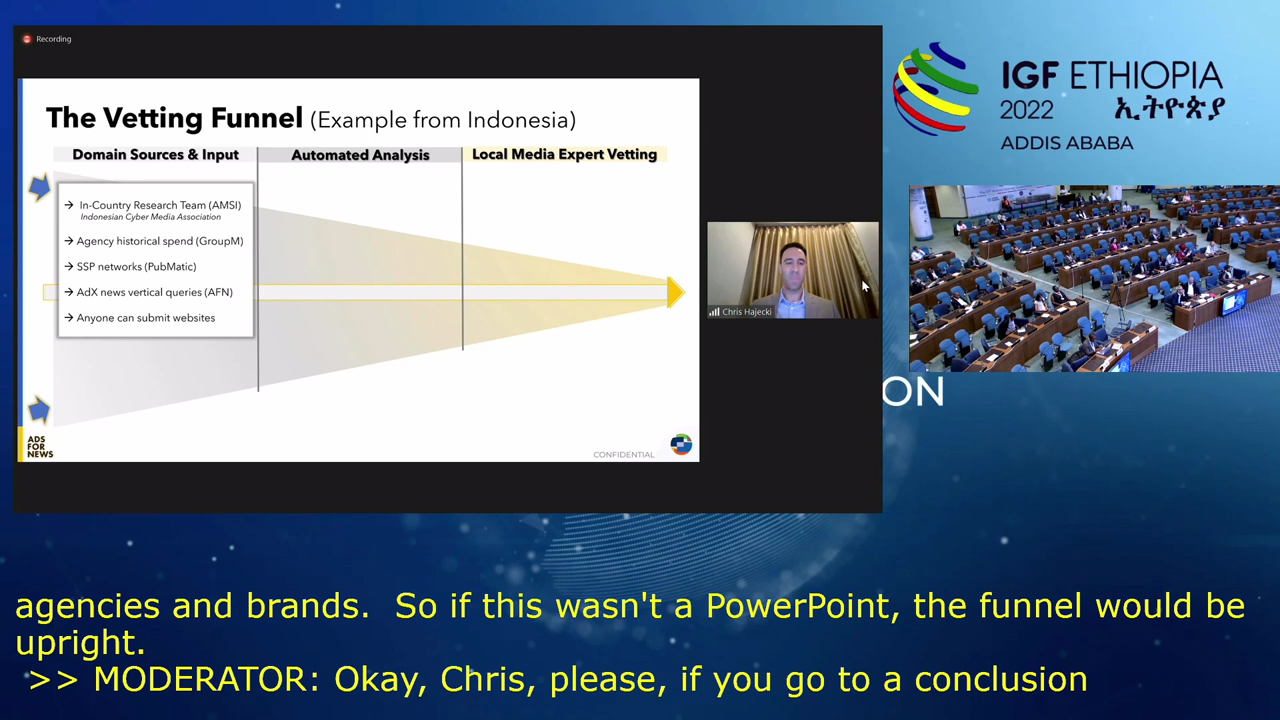 Recording
The Vetting Funnel (Example from Indonesia)
Domain Sources & Input
Automated Analysis
Local Media Expert Vetting
→ In-Country Research Team (AMSI)
Indonesian Cyber Media Association
→ Agency historical spend (GroupM)
→ SSP networks (PubMatic)
→ AdX news vertical queries (AFN)
→ Anyone can submit websites
ADS
FOR
NEWS
CONFIDENTIAL
Chris Hajecki
IGF ETHIOPIA
2022 ኢትዮጵያ
ADDIS ABABA
ON
agencies and brands.  So if this wasn't a PowerPoint, the funnel would be
upright.
>> MODERATOR: Okay, Chris, please, if you go to a conclusion